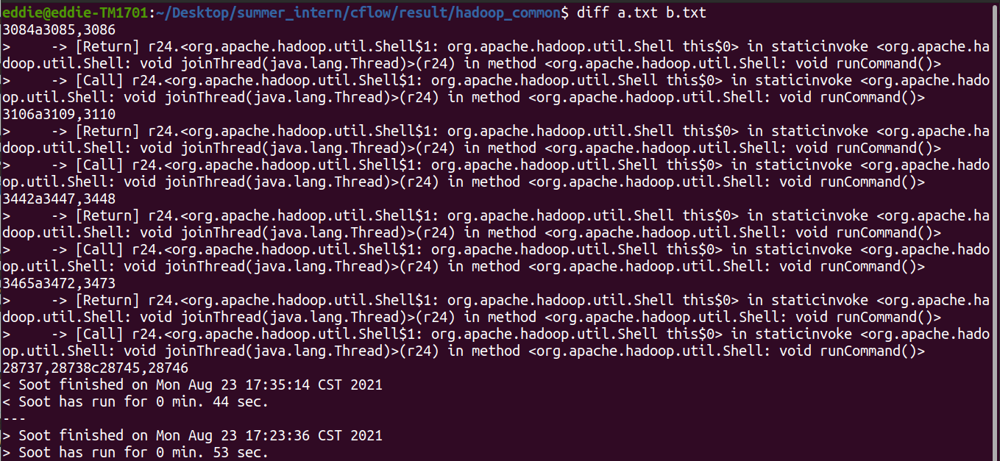 eddie@eddie-TM1701:~/Desktop/summer_intern/cflow/result/hadoop_common$ diff a.txt b.txt
3084a3085,3086
>     -> [Return] r24.<org.apache.hadoop.util.Shell$1: org.apache.hadoop.util.Shell this$0> in staticinvoke <org.apache.ha
doop.util.Shell: void joinThread(java.lang.Thread)>(r24) in method <org.apache.hadoop.util.Shell: void runCommand()>
>     -> [Call] r24.<org.apache.hadoop.util.Shell$1: org.apache.hadoop.util.Shell this$0> in staticinvoke <org.apache.hado
op.util.Shell: void joinThread(java.lang.Thread)>(r24) in method <org.apache.hadoop.util.Shell: void runCommand()>
3106a3109,3110
>     -> [Return] r24.<org.apache.hadoop.util.Shell$1: org.apache.hadoop.util.Shell this$0> in staticinvoke <org.apache.ha
doop.util.Shell: void joinThread(java.lang.Thread)>(r24) in method <org.apache.hadoop.util.Shell: void runCommand()>
>     -> [Call] r24.<org.apache.hadoop.util.Shell$1: org.apache.hadoop.util.Shell this$0> in staticinvoke <org.apache.hado
op.util.Shell: void joinThread(java.lang.Thread)>(r24) in method <org.apache.hadoop.util.Shell: void runCommand()>
3442a3447,3448
>     -> [Return] r24.<org.apache.hadoop.util.Shell$1: org.apache.hadoop.util.Shell this$0> in staticinvoke <org.apache.ha
doop.util.Shell: void joinThread(java.lang.Thread)>(r24) in method <org.apache.hadoop.util.Shell: void runCommand()>
>     -> [Call] r24.<org.apache.hadoop.util.Shell$1: org.apache.hadoop.util.Shell this$0> in staticinvoke <org.apache.hado
op.util.Shell: void joinThread(java.lang.Thread)>(r24) in method <org.apache.hadoop.util.Shell: void runCommand()>
3465a3472,3473
>     -> [Return] r24.<org.apache.hadoop.util.Shell$1: org.apache.hadoop.util.Shell this$0> in staticinvoke <org.apache.ha
doop.util.Shell: void joinThread(java.lang.Thread)>(r24) in method <org.apache.hadoop.util.Shell: void runCommand()>
>     -> [Call] r24.<org.apache.hadoop.util.Shell$1: org.apache.hadoop.util.Shell this$0> in staticinvoke <org.apache.hado
op.util.Shell: void joinThread(java.lang.Thread)>(r24) in method <org.apache.hadoop.util.Shell: void runCommand()>
28737,28738c28745,28746
< Soot finished on Mon Aug 23 17:35:14 CST 2021
< Soot has run for 0 min. 44 sec.
---
> Soot finished on Mon Aug 23 17:23:36 CST 2021
> Soot has run for 0 min. 53 sec.